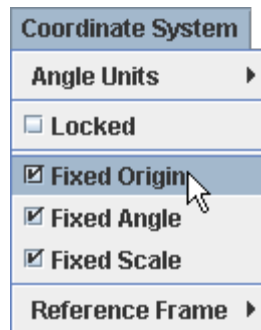 Coordinate System
Angle Units
Locked
Fixed Origin
Fixed Angle
Fixed Scale
Reference Frame